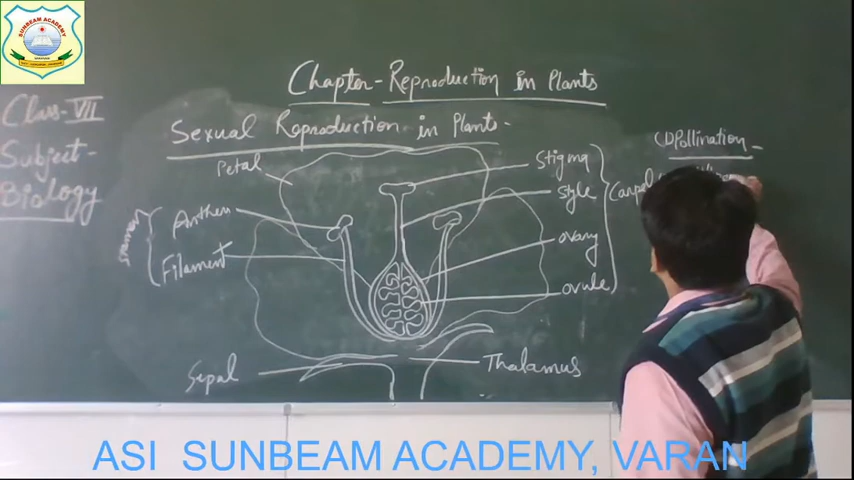 SUNBEAM ACADEMY
Chapter-Reproduction in Plants
Class-VII
Subject-
Biology
Sexual Reproduction in Plants-
Petal
Anther
Filament
Sepal
Stigma
Style
ovary
ovule
Thalamus
Carpel
(1) Pollination-
ASI SUNBEAM ACADEMY, VARAN